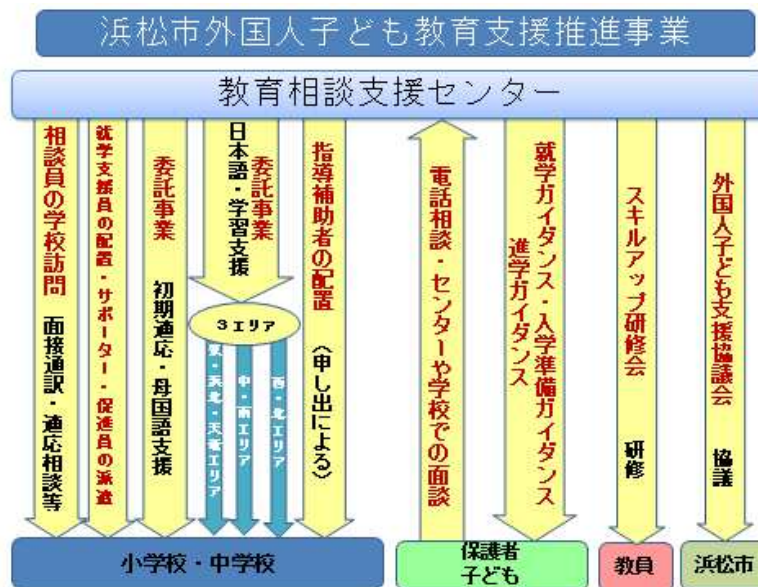 浜松市外国人子ども教育支援推進事業
教育相談支援センター
相談員の学校訪問 面接通訳・適応相談等
就学支援員の配置・サポーター・促進員の派遣
委託事業 初期適応・母国語支援
委託事業
日本語・学習支援
3エリア
東・浜北・天竜エリア
中・南エリア
西・北エリア
指導補助者の配置 (申し出による)
電話相談・センターや学校での面談
就学ガイダンス・入学準備ガイダンス
進学ガイダンス
スキルアップ研修会 研修
外国人子ども支援協議会 協議
小学校・中学校
保護者
子ども
教員
浜松市